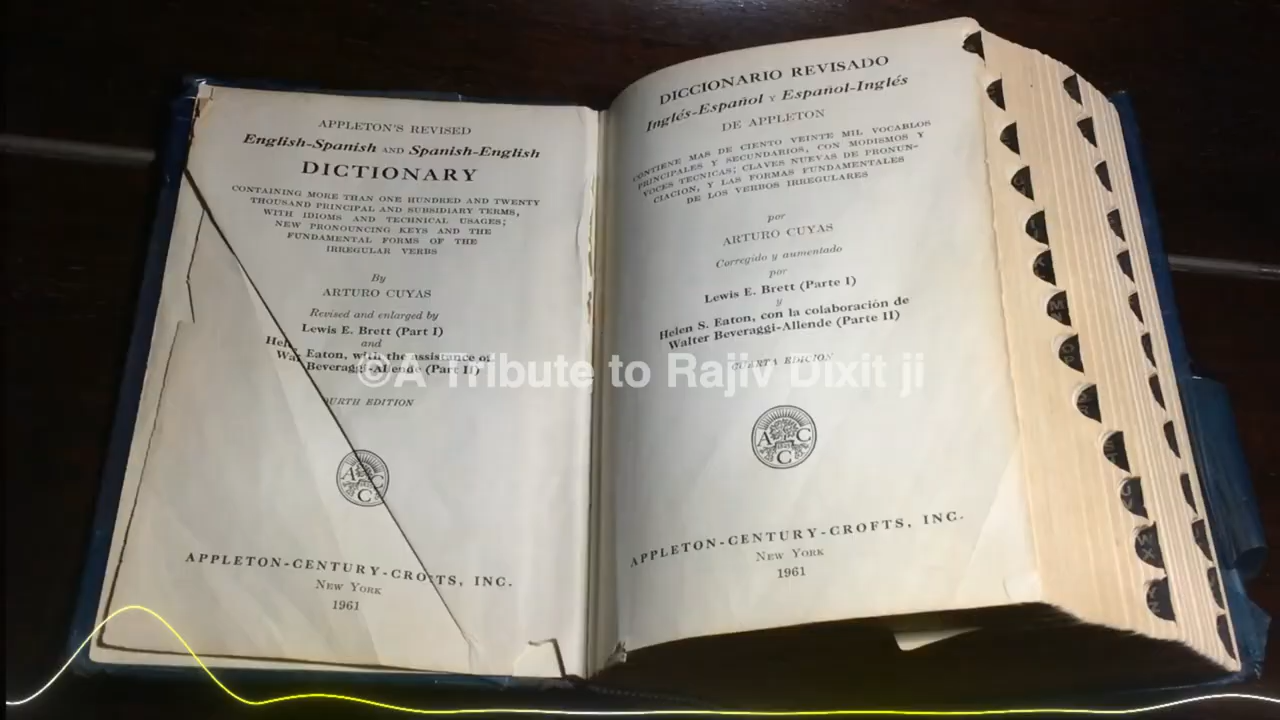 APPLETON'S REVISED
English-Spanish AND Spanish-English
DICTIONARY
CONTAINING MORE THAN ONE HUNDRED AND TWENTY
THOUSAND PRINCIPAL AND SUBSIDIARY TERMS,
WITH IDIOMS AND TECHNICAL USAGES;
NEW PRONOUNCING KEYS AND THE
FUNDAMENTAL FORMS OF THE
IRREGULAR VERBS
By
ARTURO CUYAS
Revised and enlarged by
Lewis E. Brett (Part I)
and
Hel S. Eaton, with the assistance of
Wal Beveraggi-Allende (Part II)
OURTH EDITION
A C C
APPLETON-CENTURY-CROFTS, INC.
NEW YORK
1961
DICCIONARIO REVISADO
Inglés-Español Y Español-Inglés
DE APPLETON
CONTIENE MAS DE CIENTO VEINTE MIL VOCABLOS
PRINCIPALES Y SECUNDARIOS, CON MODISMOS Y
VOCES TECNICAS; CLAVES NUEVAS DE PRONUN-
CIACION, Y LAS FORMAS FUNDAMENTALES
DE LOS VERBOS IRREGULARES
por
ARTURO CUYAS
Corregido y aumentado
por
Lewis E. Brett (Parte I)
y
Helen S. Eaton, con la colaboración de
Walter Beveraggi-Allende (Parte II)
CUARTA EDICION
A C C
APPLETON-CENTURY-CROFTS, INC.
NEW YORK
1961
©A Tribute to Rajiv Dixit ji